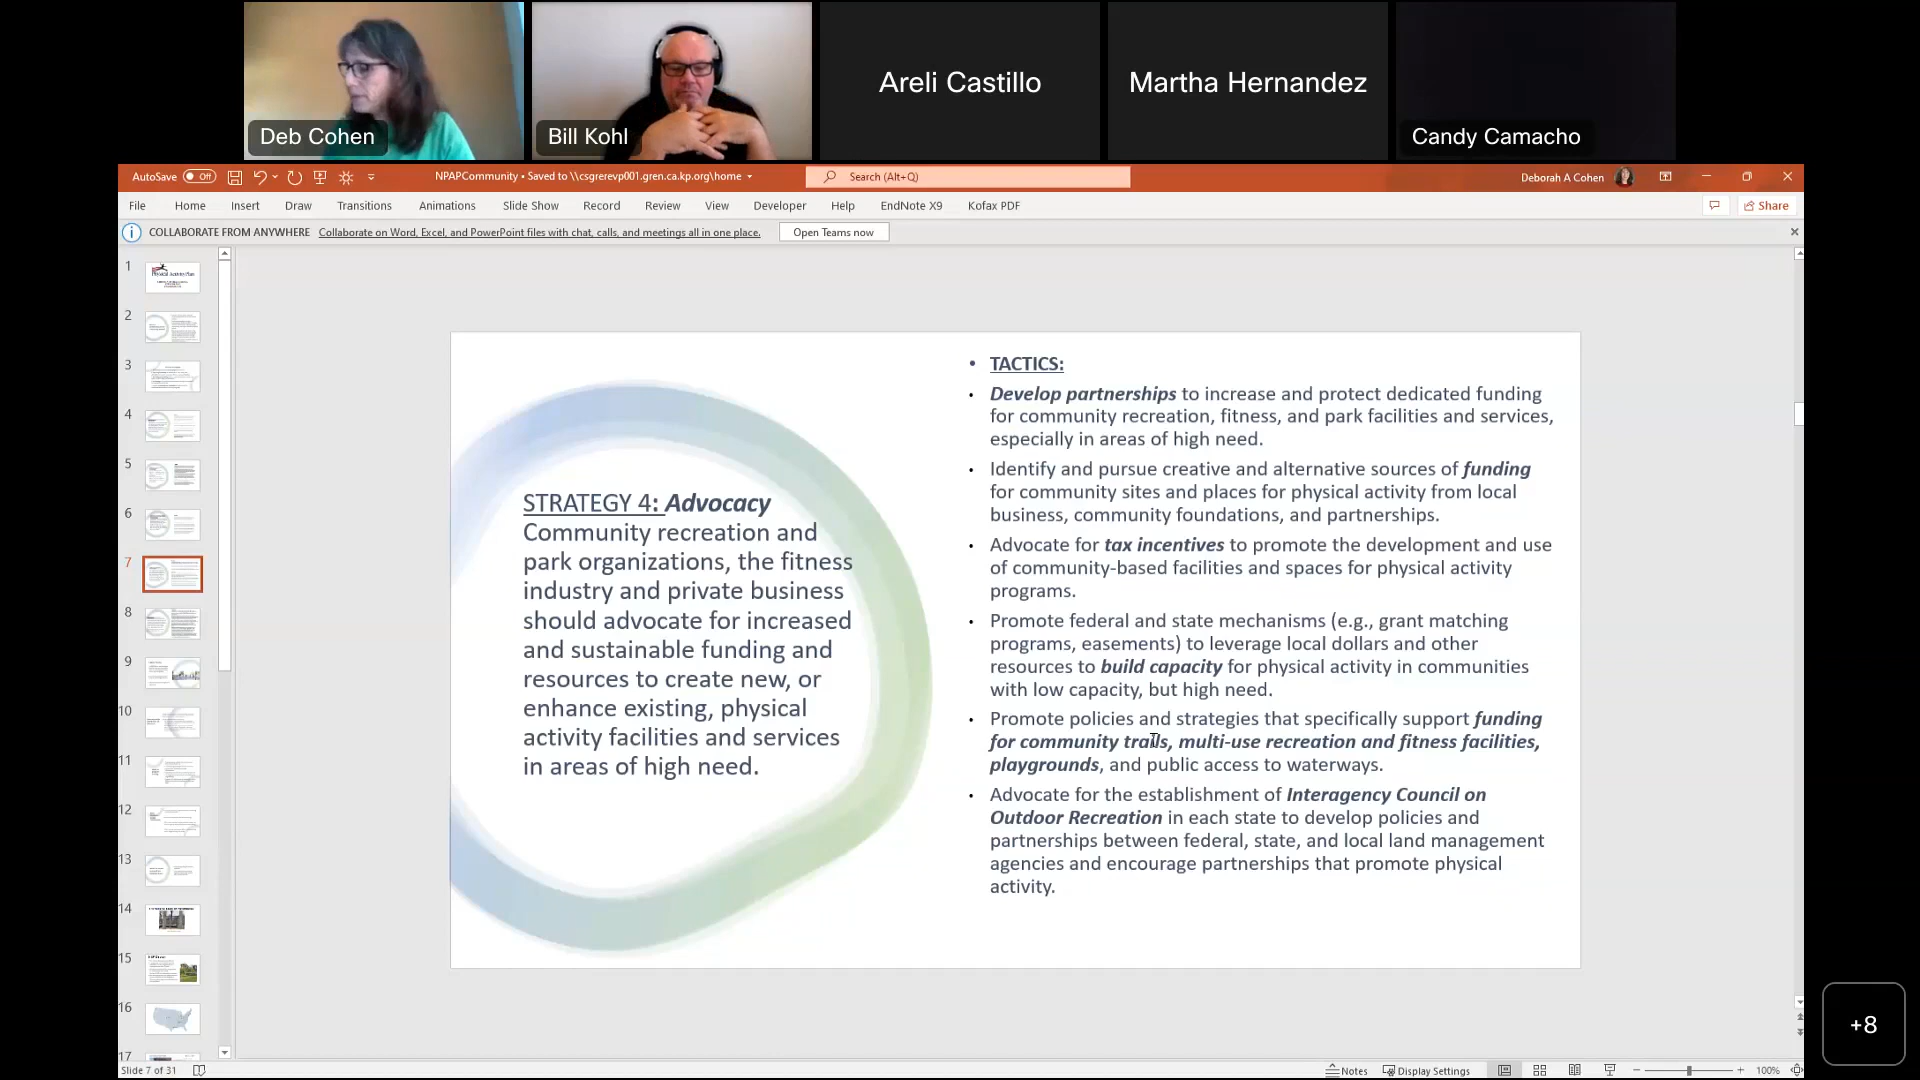 Deb Cohen
Bill Kohl
Areli Castillo
Martha Hernandez
Candy Camacho
AutoSave Off
NPAPCommunity • Saved to \\csgrerevp001.gren.ca.kp.org\home
Search (Alt+Q)
Deborah A Cohen
File Home Insert Draw Transitions Animations Slide Show Record Review View Developer Help EndNote X9 Kofax PDF
Share
COLLABORATE FROM ANYWHERE Collaborate on Word, Excel, and PowerPoint files with chat, calls, and meetings all in one place. Open Teams now
1
2
3
4
5
6
7
8
9
10
11
12
13
14
15
16
17
STRATEGY 4: Advocacy
Community recreation and
park organizations, the fitness
industry and private business
should advocate for increased
and sustainable funding and
resources to create new, or
enhance existing, physical
activity facilities and services
in areas of high need.
• TACTICS:
• Develop partnerships to increase and protect dedicated funding
for community recreation, fitness, and park facilities and services,
especially in areas of high need.
• Identify and pursue creative and alternative sources of funding
for community sites and places for physical activity from local
business, community foundations, and partnerships.
• Advocate for tax incentives to promote the development and use
of community-based facilities and spaces for physical activity
programs.
• Promote federal and state mechanisms (e.g., grant matching
programs, easements) to leverage local dollars and other
resources to build capacity for physical activity in communities
with low capacity, but high need.
• Promote policies and strategies that specifically support funding
for community trails, multi-use recreation and fitness facilities,
playgrounds, and public access to waterways.
• Advocate for the establishment of Interagency Council on
Outdoor Recreation in each state to develop policies and
partnerships between federal, state, and local land management
agencies and encourage partnerships that promote physical
activity.
+8
Slide 7 of 31
Notes
Display Settings
100%